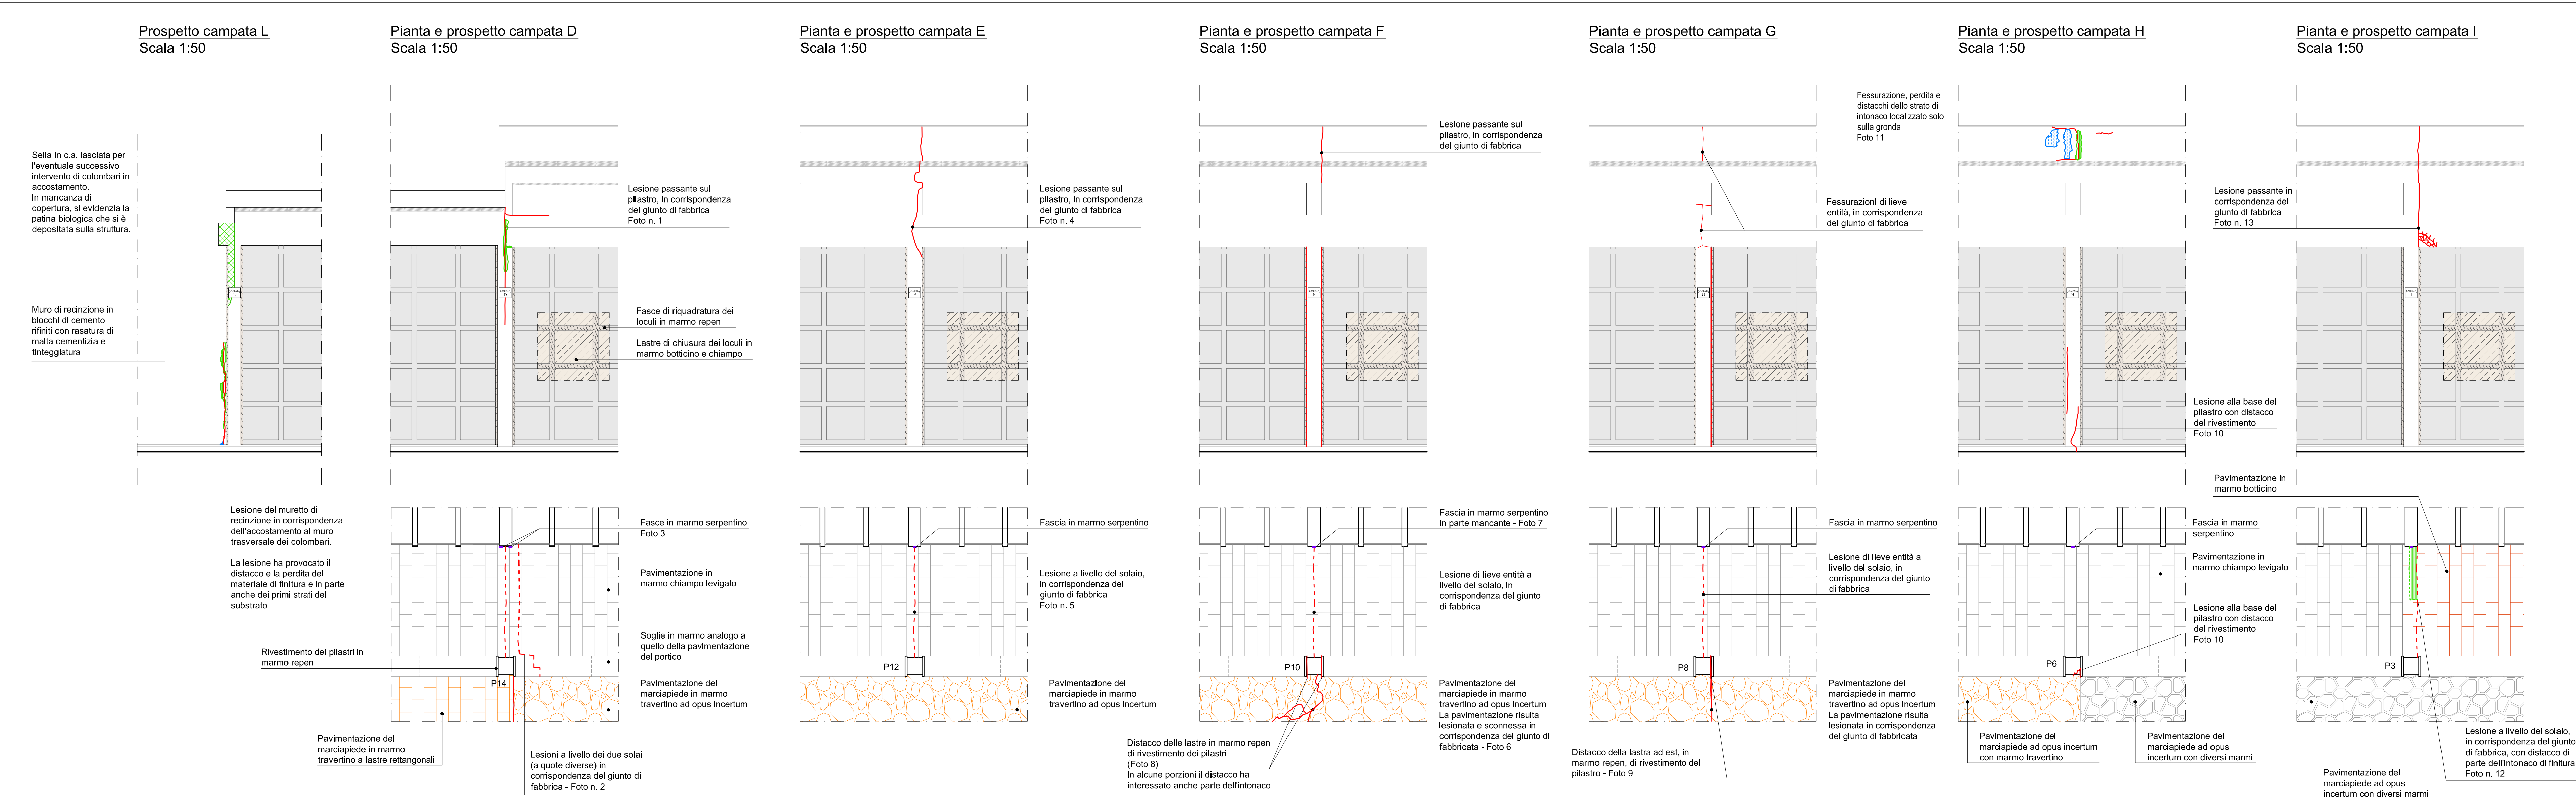 Prospetto campata L
Scala 1:50
Sella in c.a. lasciata per
l'eventuale successivo
intervento di colombari in
accostamento.
In mancanza di
copertura, si evidenzia la
patina biologica che si è
depositata sulla struttura.
Muro di recinzione in
blocchi di cemento
rifiniti con rasatura di
malta cementizia e
tinteggiatura
L
Lesione del muretto di
recinzione in corrispondenza
dell'accostamento al muro
trasversale dei colombari.
La lesione ha provocato il
distacco e la perdita del
materiale di finitura e in parte
anche dei primi strati del
substrato
Pianta e prospetto campata D
Scala 1:50
Lesione passante sul
pilastro, in corrispondenza
del giunto di fabbrica
Foto n. 1
D
Fasce di riquadratura dei
loculi in marmo repen
Lastre di chiusura dei loculi in
marmo botticino e chiampo
Fasce in marmo serpentino
Foto 3
Pavimentazione in
marmo chiampo levigato
Soglie in marmo analogo a
quello della pavimentazione
del portico
Rivestimento dei pilastri in
marmo repen
P14
Pavimentazione del
marciapiede in marmo
travertino ad opus incertum
Pavimentazione del
marciapiede in marmo
travertino a lastre rettangonali
Lesioni a livello dei due solai
(a quote diverse) in
corrispondenza del giunto di
fabbrica - Foto n. 2
Pianta e prospetto campata E
Scala 1:50
Lesione passante sul
pilastro, in corrispondenza
del giunto di fabbrica
Foto n. 4
E
Fascia in marmo serpentino
Lesione a livello del solaio,
in corrispondenza del
giunto di fabbrica
Foto n. 5
P12
Pavimentazione del
marciapiede in marmo
travertino ad opus incertum
Pianta e prospetto campata F
Scala 1:50
Lesione passante sul
pilastro, in corrispondenza
del giunto di fabbrica
F
Fascia in marmo serpentino
in parte mancante - Foto 7
Lesione di lieve entità a
livello del solaio, in
corrispondenza del giunto
di fabbrica
P10
Pavimentazione del
marciapiede in marmo
travertino ad opus incertum
La pavimentazione risulta
lesionata e sconnessa in
corrispondenza del giunto di
fabbricata - Foto 6
Distacco delle lastre in marmo repen
di rivestimento dei pilastri
(Foto 8)
In alcune porzioni il distacco ha
interessato anche parte dell'intonaco
Pianta e prospetto campata G
Scala 1:50
Fessurazioni di lieve
entità, in corrispondenza
del giunto di fabbrica
G
Fascia in marmo serpentino
Lesione di lieve entità a
livello del solaio, in
corrispondenza del giunto
di fabbrica
P8
Pavimentazione del
marciapiede in marmo
travertino ad opus incertum
La pavimentazione risulta
lesionata in corrispondenza
del giunto di fabbricata
Distacco della lastra ad est, in
marmo repen, di rivestimento del
pilastro - Foto 9
Pianta e prospetto campata H
Scala 1:50
Fessurazione, perdita e
distacchi dello strato di
intonaco localizzato solo
sulla gronda
Foto 11
H
Lesione alla base del
pilastro con distacco
del rivestimento
Foto 10
Fascia in marmo
serpentino
Pavimentazione in
marmo chiampo levigato
Lesione alla base del
pilastro con distacco
del rivestimento
Foto 10
P6
Pavimentazione del
marciapiede ad opus incertum
con marmo travertino
Pavimentazione del
marciapiede ad opus
incertum con diversi marmi
Pianta e prospetto campata I
Scala 1:50
Lesione passante in
corrispondenza del
giunto di fabbrica
Foto n. 13
I
Pavimentazione in
marmo botticino
P3
Lesione a livello del solaio,
in corrispondenza del giunto
di fabbrica, con distacco di
parte dell'intonaco di finitura
Foto n. 12
Pavimentazione del
marciapiede ad opus
incertum con diversi marmi